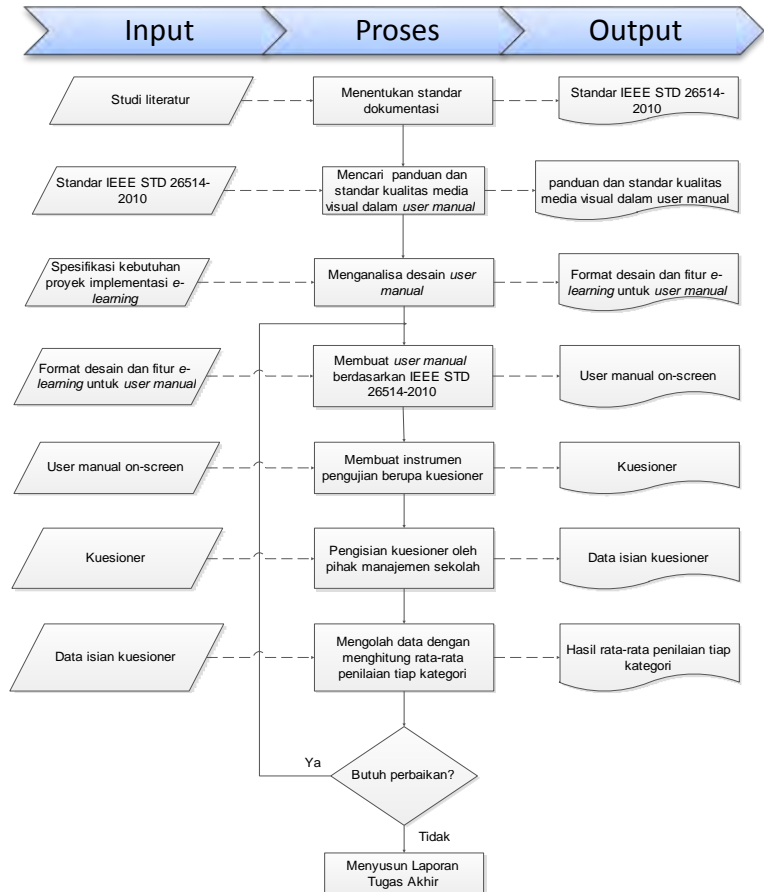 Input
Proses
Output
Studi literatur
Menentukan standar
dokumentasi
Standar IEEE STD 26514-
2010
Standar IEEE STD 26514-
2010
Mencari  panduan dan
standar kualitas media
visual dalam user manual
panduan dan standar kualitas
media visual dalam user manual
Spesifikasi kebutuhan
proyek implementasi e-
learning
Menganalisa desain user
manual
Format desain dan fitur e-
learning untuk user manual
Format desain dan fitur e-
learning untuk user manual
Membuat user manual
berdasarkan IEEE STD
26514-2010
User manual on-screen
User manual on-screen
Membuat instrumen
pengujian berupa kuesioner
Kuesioner
Kuesioner
Pengisian kuesioner oleh
pihak manajemen sekolah
Data isian kuesioner
Data isian kuesioner
Mengolah data dengan
menghitung rata-rata
penilaian tiap kategori
Hasil rata-rata penilaian tiap
kategori
Ya
Butuh perbaikan?
Tidak
Menyusun Laporan
Tugas Akhir